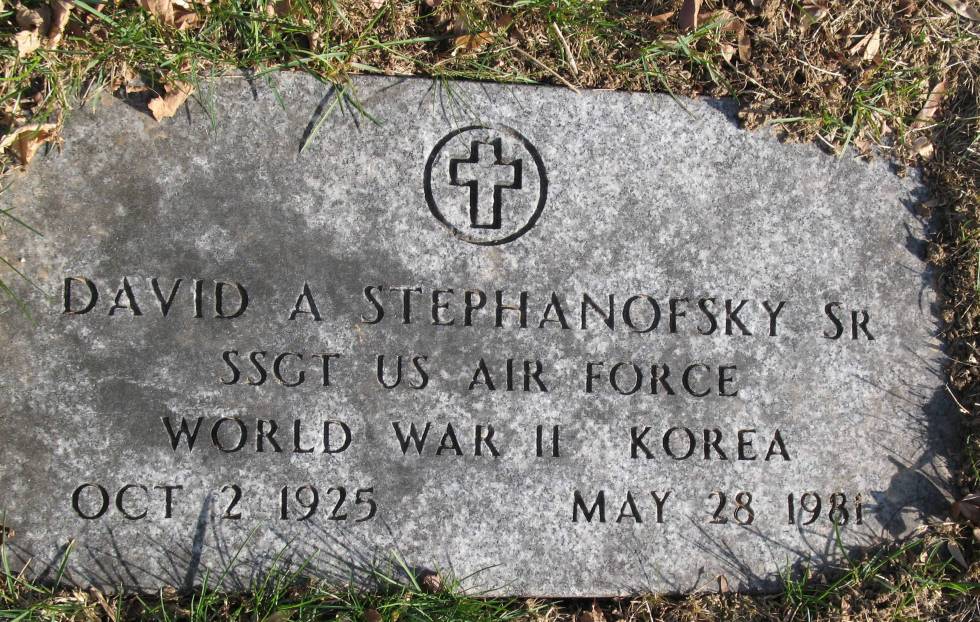 DAVID A STEPHANOFSKY SR
SSGT US AIR FORCE
WORLD WAR II KOREA
OCT 2 1925 MAY 28 1981